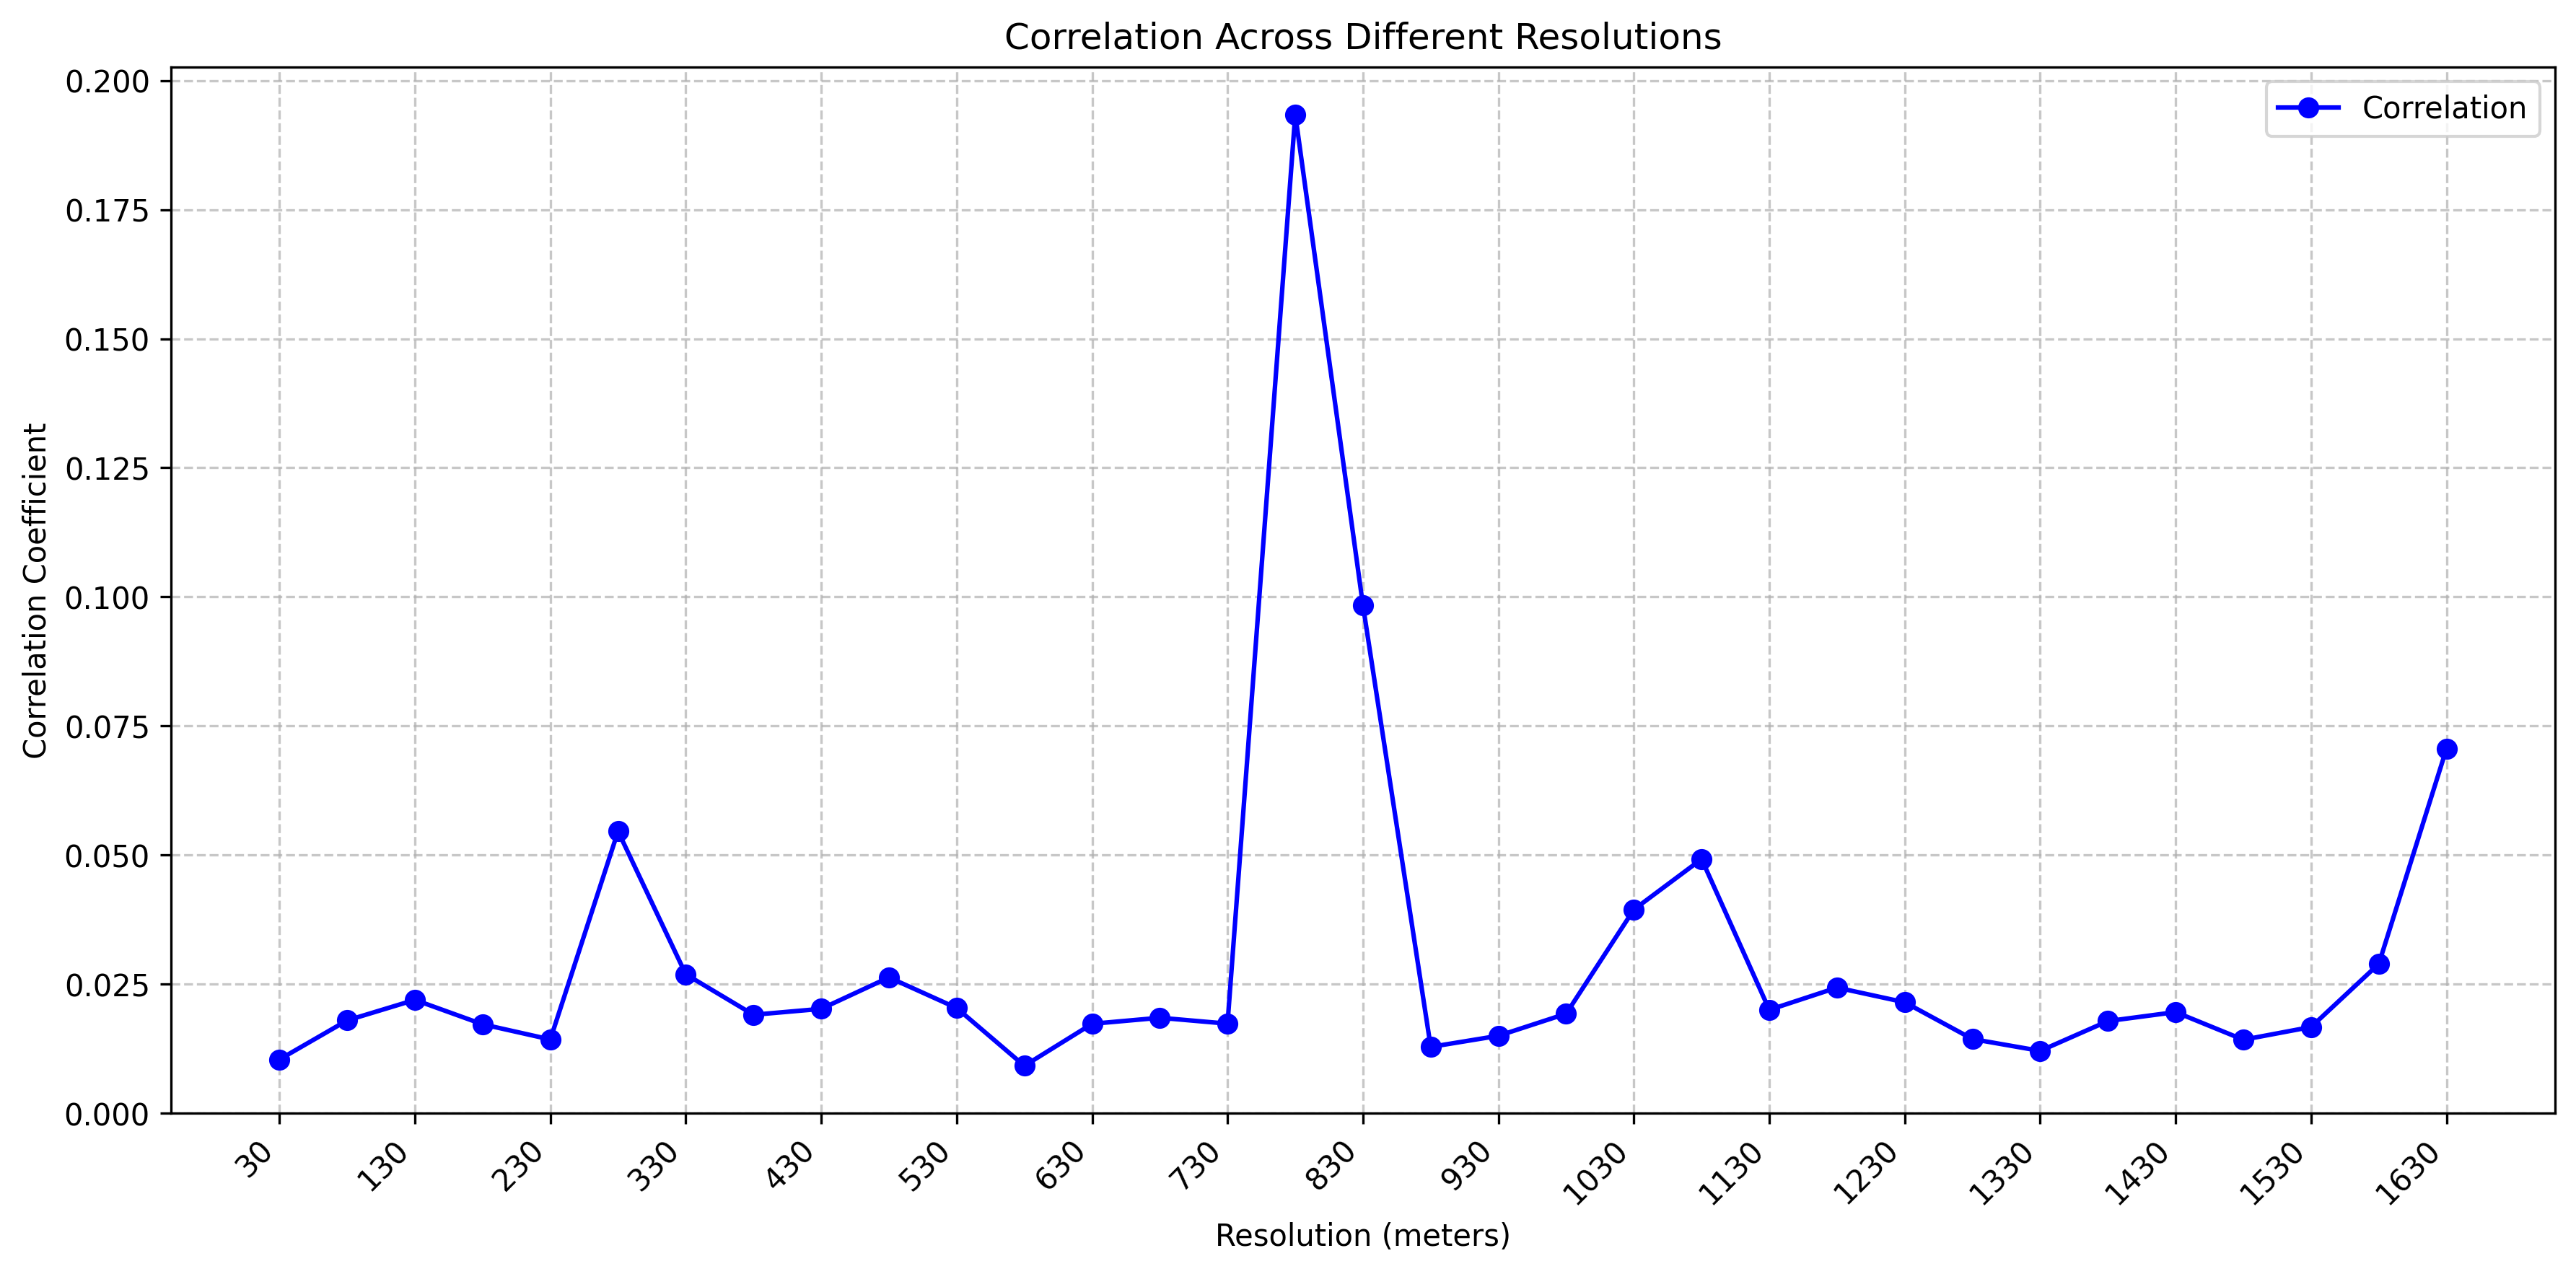 Correlation Across Different Resolutions
Correlation
Correlation Coefficient
0.200
0.175
0.150
0.125
0.100
0.075
0.050
0.025
0.000
30 130 230 330 430 530 630 730 830 930 1030 1130 1230 1330 1430 1530 1630
Resolution (meters)